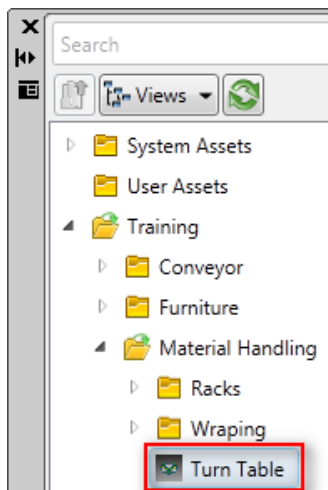 Search
Views
System Assets
User Assets
Training
Conveyor
Furniture
Material Handling
Racks
Wraping
Turn Table